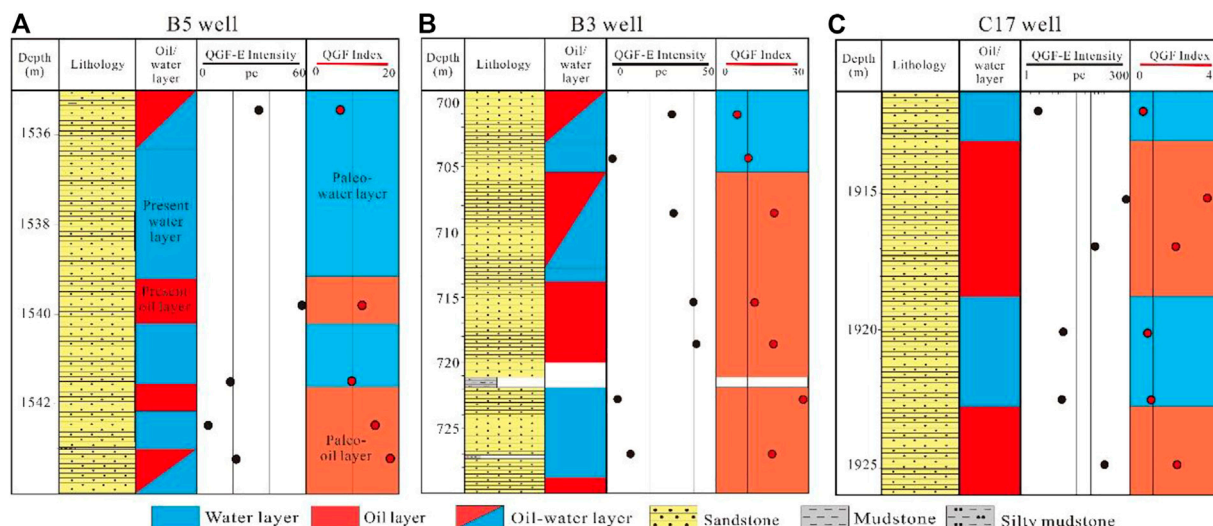 A
B5 well
Depth (m)
Lithology
Oil/ water layer
QGF-E Intensity
0 pc 60
QGF Index
0 20
1536
1538
1540
1542
Present water layer
Present oil layer
Paleo- water layer
Paleo- oil layer
B
B3 well
Depth (m)
Lithology
Oil/ water layer
QGF-E Intensity
0 pc 50
QGF Index
0 30
700
705
710
715
720
725
C
C17 well
Depth (m)
Lithology
Oil/ water layer
QGF-E Intensity
1 pc 300
QGF Index
0 4
1915
1920
1925
Water layer
Oil layer
Oil-water layer
Sandstone
Mudstone
Silty mudstone